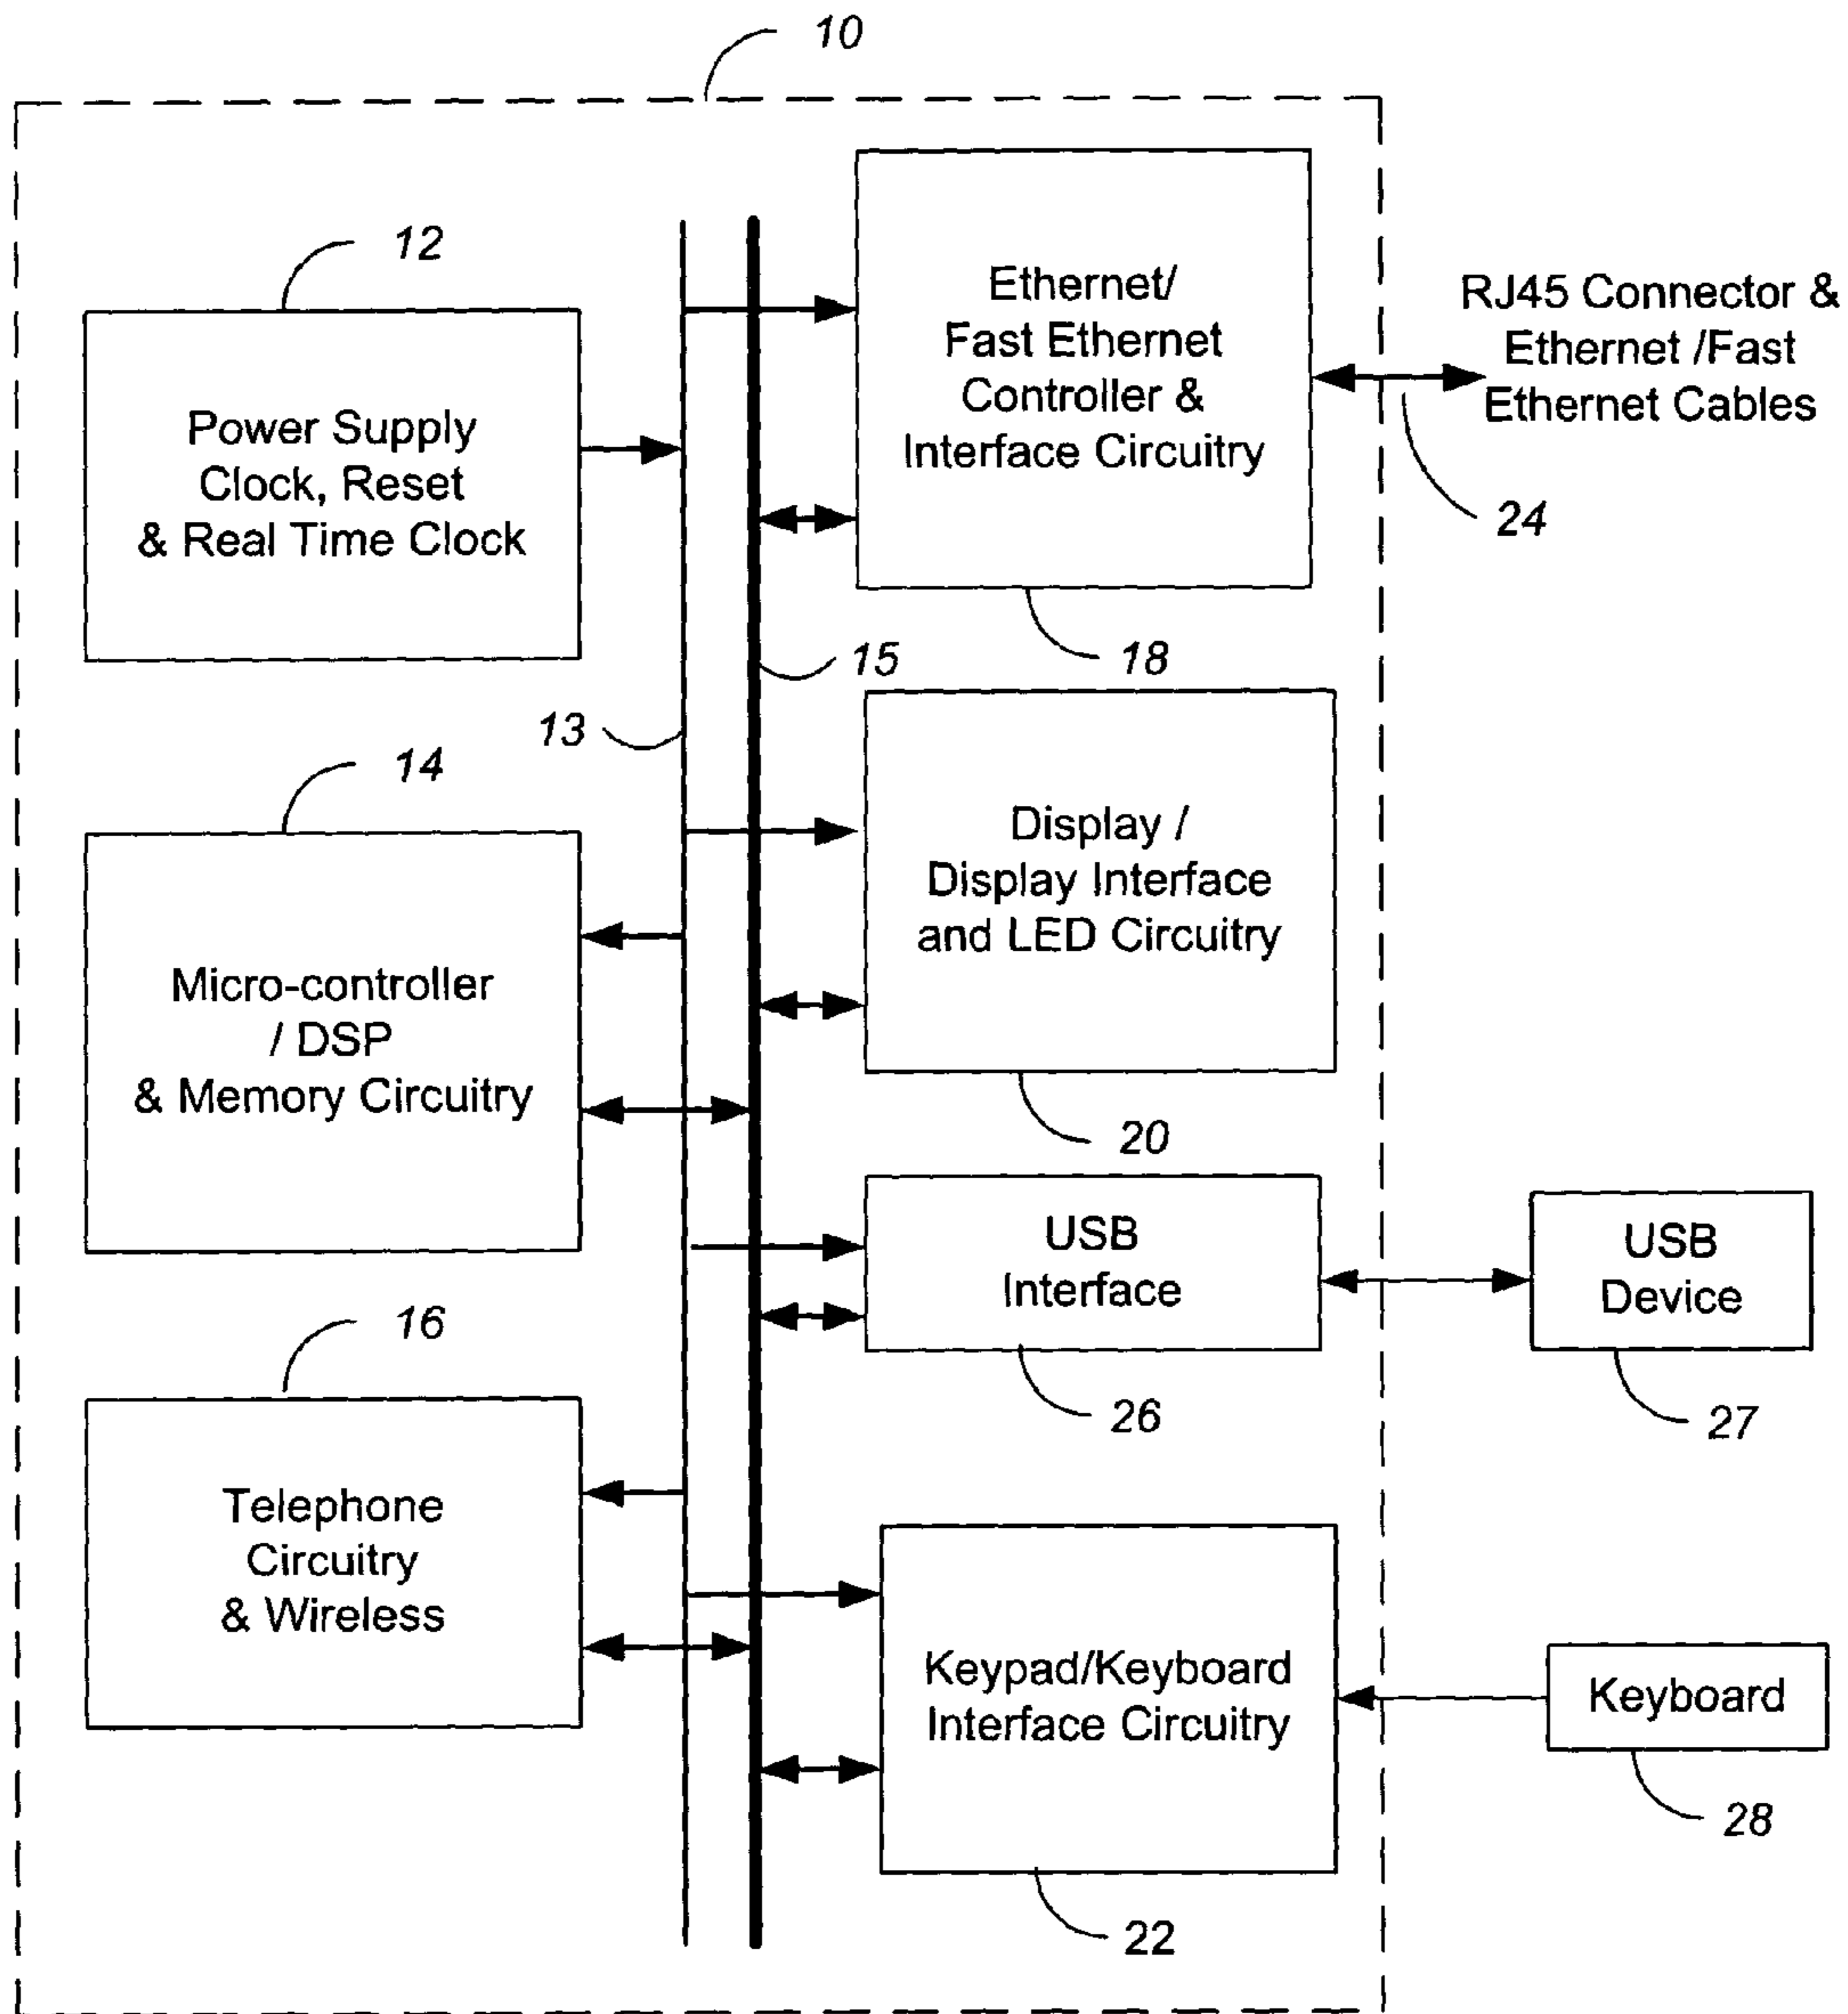 10
12
Power Supply
Clock, Reset
& Real Time Clock
Ethernet/
Fast Ethernet
Controller &
Interface Circuitry
RJ45 Connector &
Ethernet /Fast
Ethernet Cables
24
18
15
13
14
Micro-controller
/ DSP
& Memory Circuitry
Display /
Display Interface
and LED Circuitry
20
USB
Interface
USB
Device
26
27
16
Telephone
Circuitry
& Wireless
Keypad/Keyboard
Interface Circuitry
Keyboard
28
22